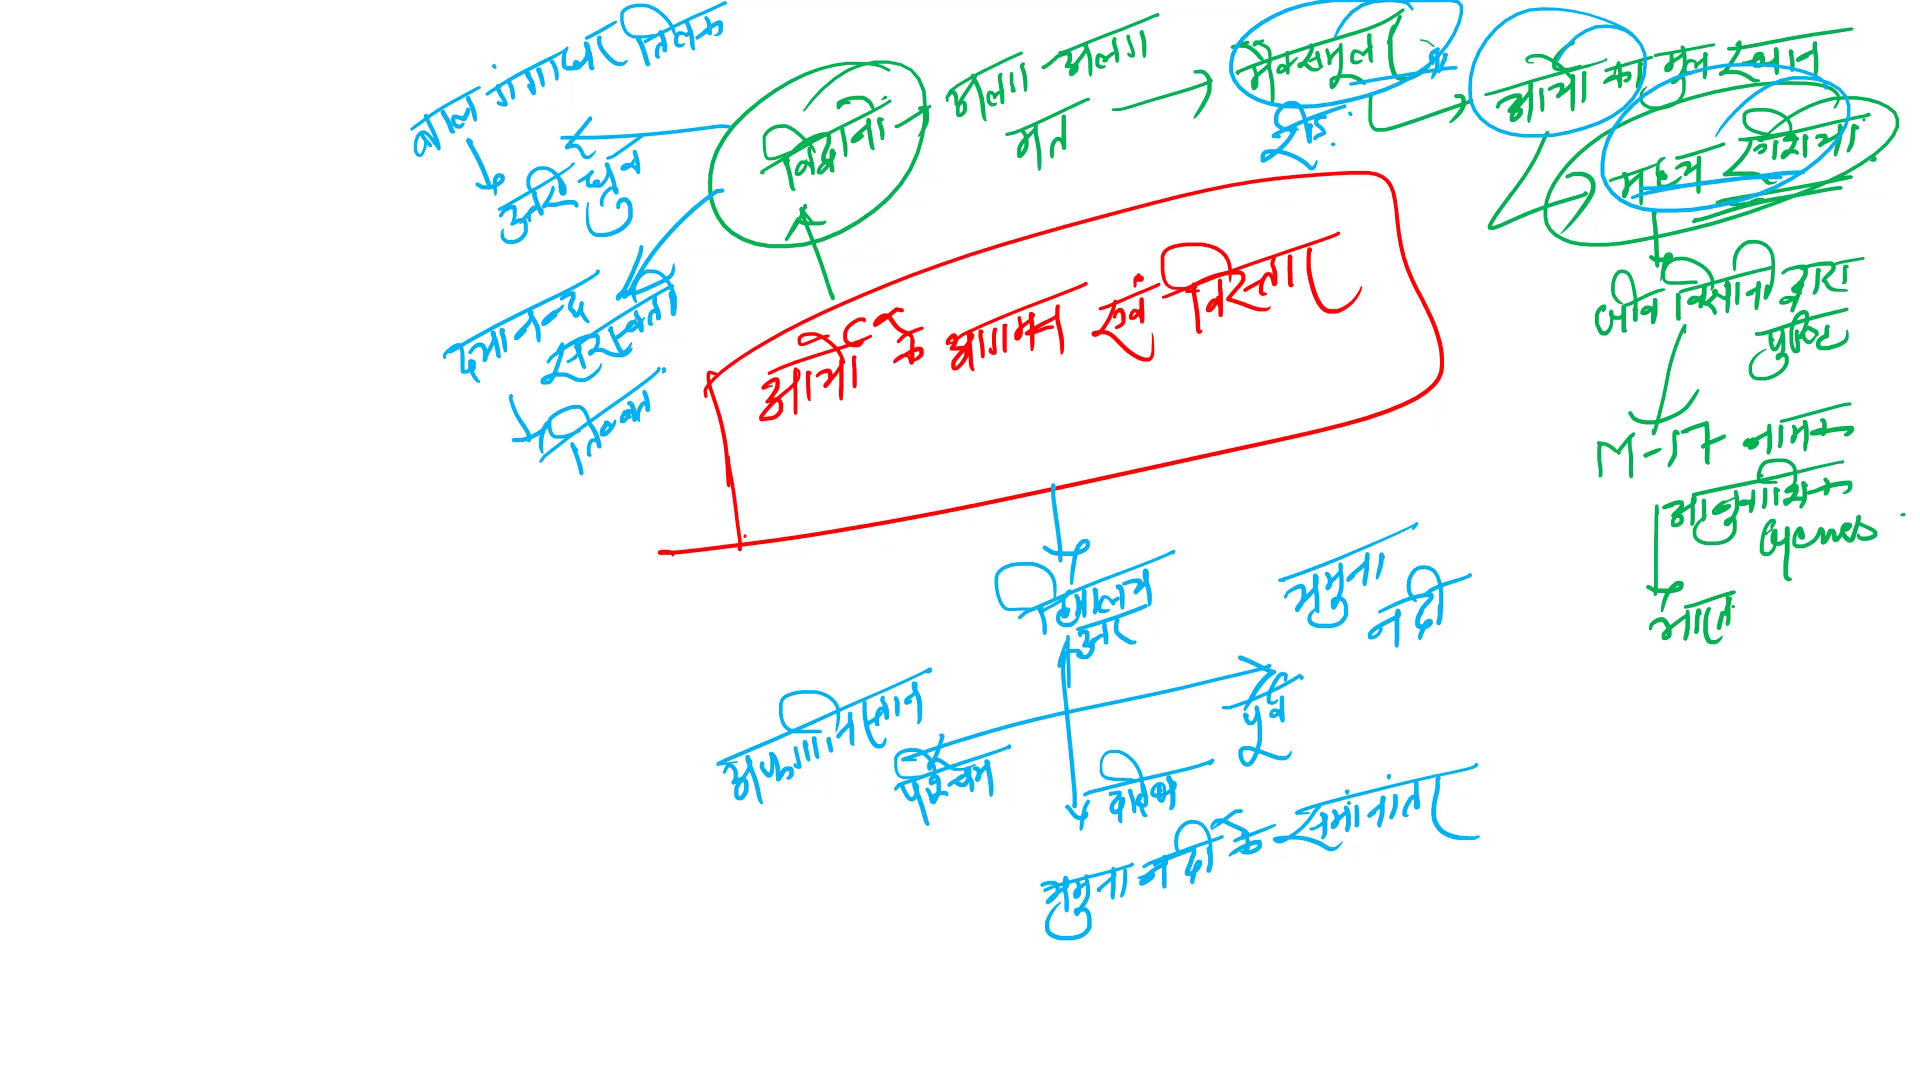 बाल गंगाधर तिलक
उत्तरी ध्रुव
दयानन्द
सरस्वती
तिब्बत
विद्वानों
अलग-अलग
मत
मैक्समूलर
आर्यों का मूल स्थान
मध्य एशिया
जीव विज्ञानी द्वारा
पुष्टि
M-17 नामक
आनुवांशिक
Genes
भारत
आर्यों के आगमन एवं विस्तार
हिमालय
उत्तर
यमुना
नदी
अफगानिस्तान
पश्चिम
पूर्व
दक्षिण
यमुना नदी के समांनातर